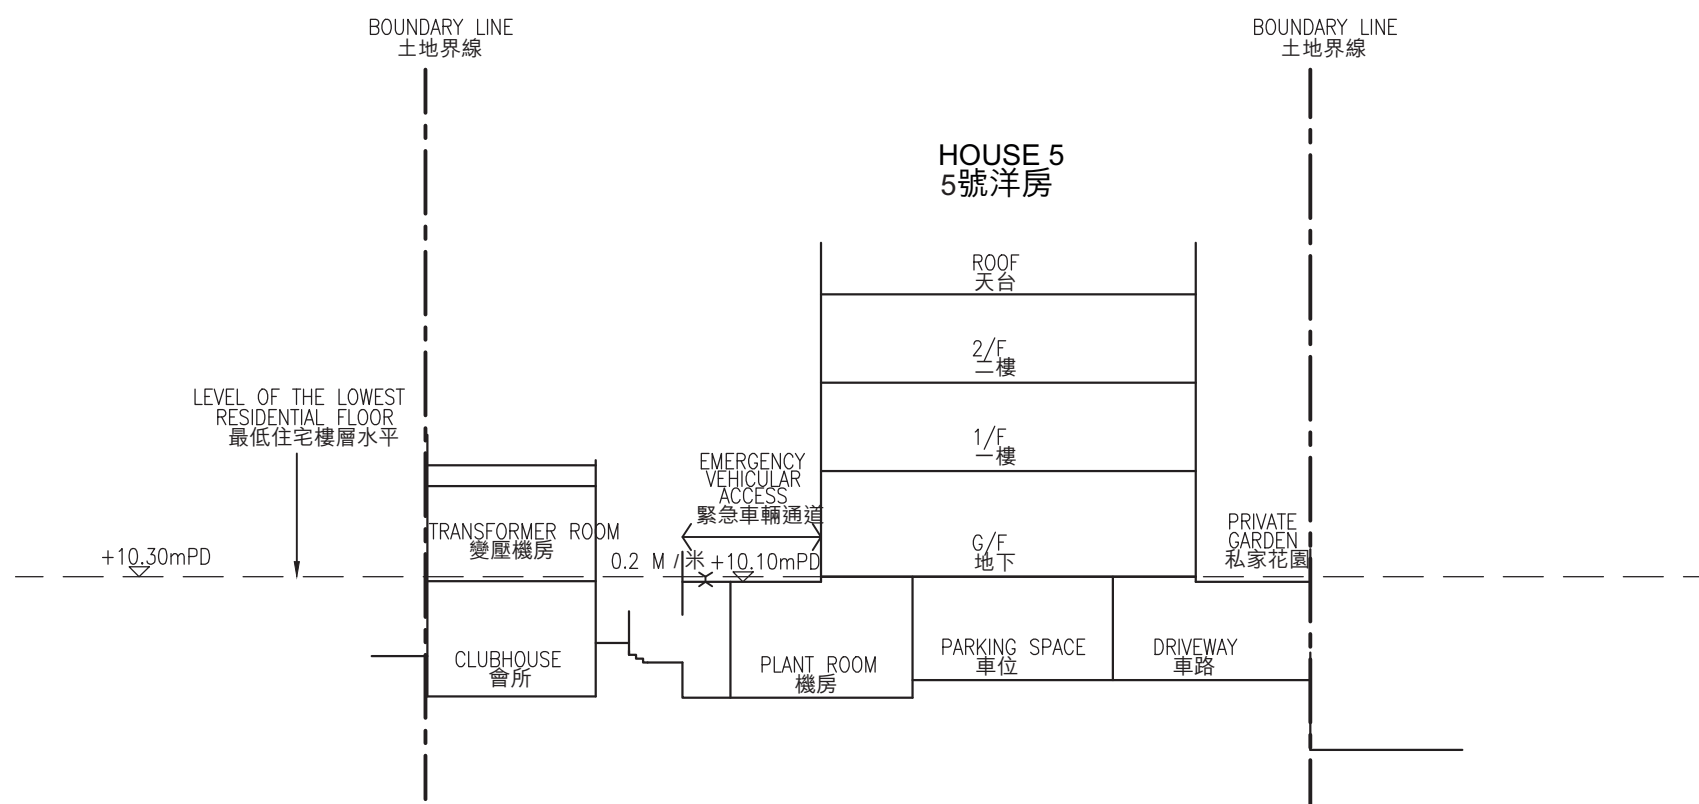 BOUNDARY LINE
土地界線
BOUNDARY LINE
土地界線
HOUSE 5
5號洋房
ROOF
天台
2/F
二樓
LEVEL OF THE LOWEST
RESIDENTIAL FLOOR
最低住宅樓層水平
1/F
一樓
EMERGENCY
VEHICULAR
ACCESS
緊急車輛通道
TRANSFORMER ROOM
變壓機房
PRIVATE
GARDEN
私家花園
G/F
地下
+10.30mPD
0.2 M / 米
+10.10mPD
CLUBHOUSE
會所
PLANT ROOM
機房
PARKING SPACE
車位
DRIVEWAY
車路